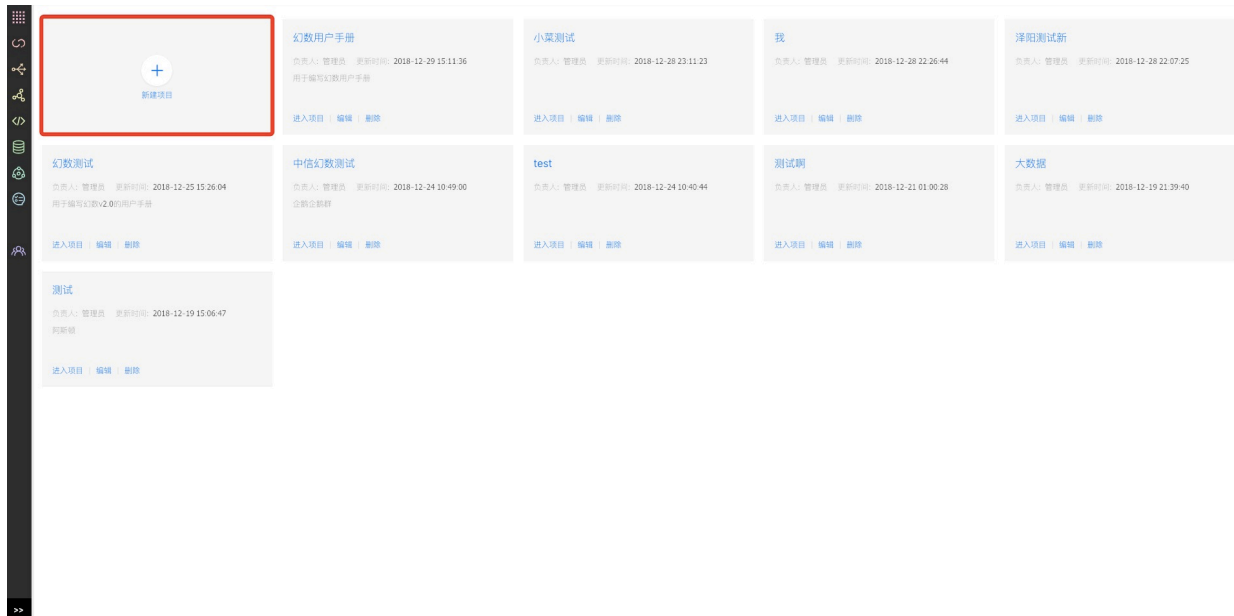 新建项目
幻数用户手册
负责人: 管理员 更新时间: 2018-12-29 15:11:36
用于编写幻数用户手册
进入项目 | 编辑 | 删除
小菜测试
负责人: 管理员 更新时间: 2018-12-28 23:11:23
进入项目 | 编辑 | 删除
我
负责人: 管理员 更新时间: 2018-12-28 22:26:44
进入项目 | 编辑 | 删除
泽阳测试新
负责人: 管理员 更新时间: 2018-12-28 22:07:25
进入项目 | 编辑 | 删除
幻数测试
负责人: 管理员 更新时间: 2018-12-25 15:26:04
用于编写幻数v2.0的用户手册
进入项目 | 编辑 | 删除
中信幻数测试
负责人: 管理员 更新时间: 2018-12-24 10:49:00
企鹅企鹅群
进入项目 | 编辑 | 删除
test
负责人: 管理员 更新时间: 2018-12-24 10:40:44
进入项目 | 编辑 | 删除
测试啊
负责人: 管理员 更新时间: 2018-12-21 01:00:28
进入项目 | 编辑 | 删除
大数据
负责人: 管理员 更新时间: 2018-12-19 21:39:40
进入项目 | 编辑 | 删除
测试
负责人: 管理员 更新时间: 2018-12-19 15:06:47
进入项目 | 编辑 | 删除
>>